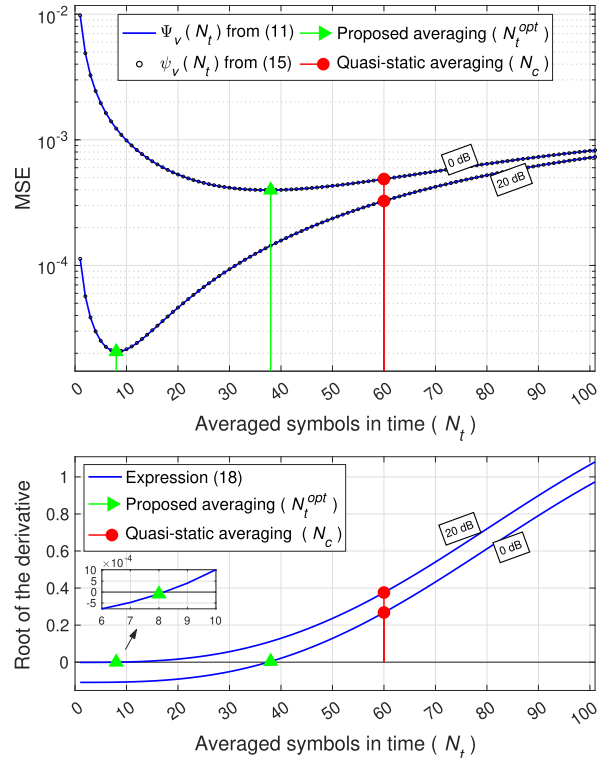 10^-2
Ψ_v ( N_t ) from (11)
Proposed averaging ( N_t^opt )
ψ_v ( N_t ) from (15)
Quasi-static averaging ( N_c )
10^-3
0 dB
20 dB
MSE
10^-4
0 10 20 30 40 50 60 70 80 90 100
Averaged symbols in time ( N_t )
1
Expression (18)
Proposed averaging ( N_t^opt )
Quasi-static averaging ( N_c )
0.8
20 dB
0 dB
0.6
Root of the derivative
× 10^-4
10
5
0
-5
6 7 8 9 10
0.4
0.2
0
0 10 20 30 40 50 60 70 80 90 100
Averaged symbols in time ( N_t )